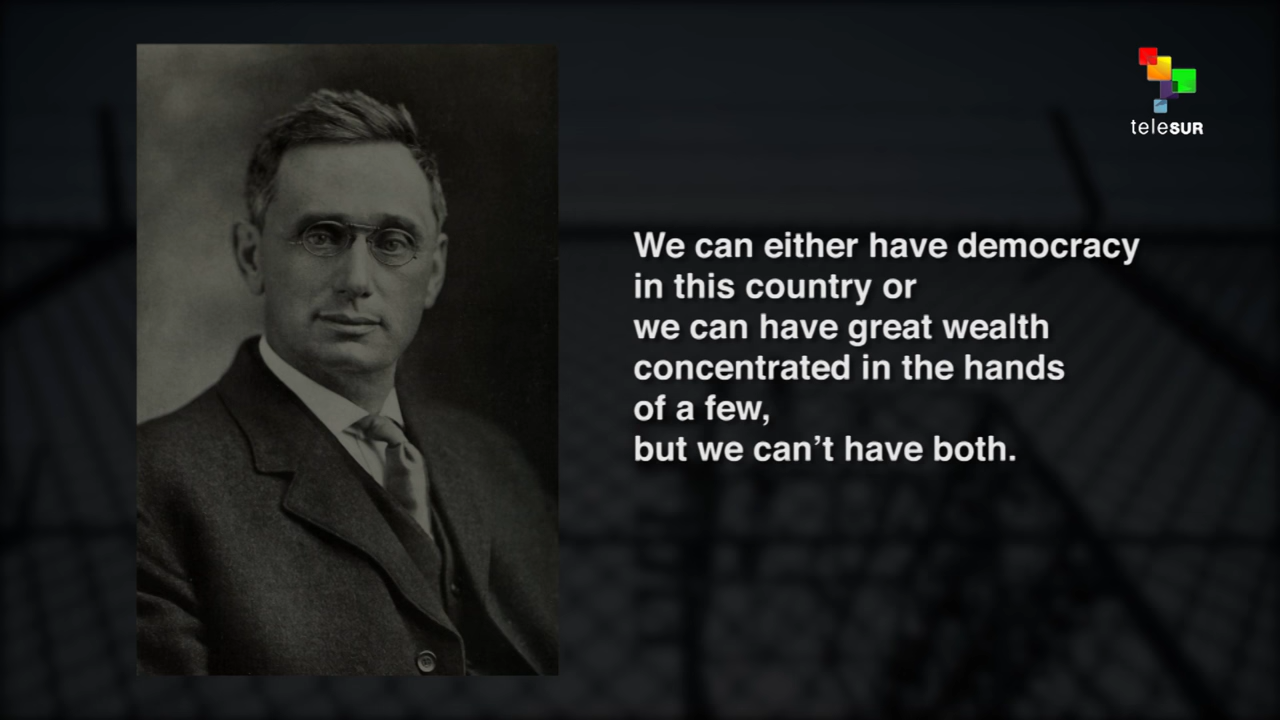 teleSUR
We can either have democracy
in this country or
we can have great wealth
concentrated in the hands
of a few,
but we can’t have both.